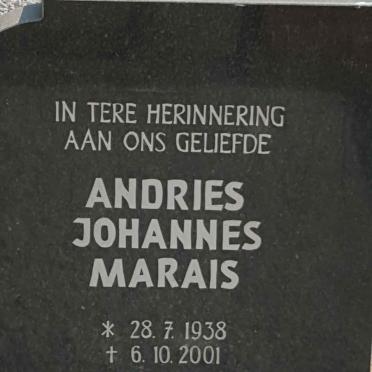 IN TERE HERINNERING
AAN ONS GELIEFDE
ANDRIES
JOHANNES
MARAIS
* 28. 7. 1938
† 6. 10. 2001